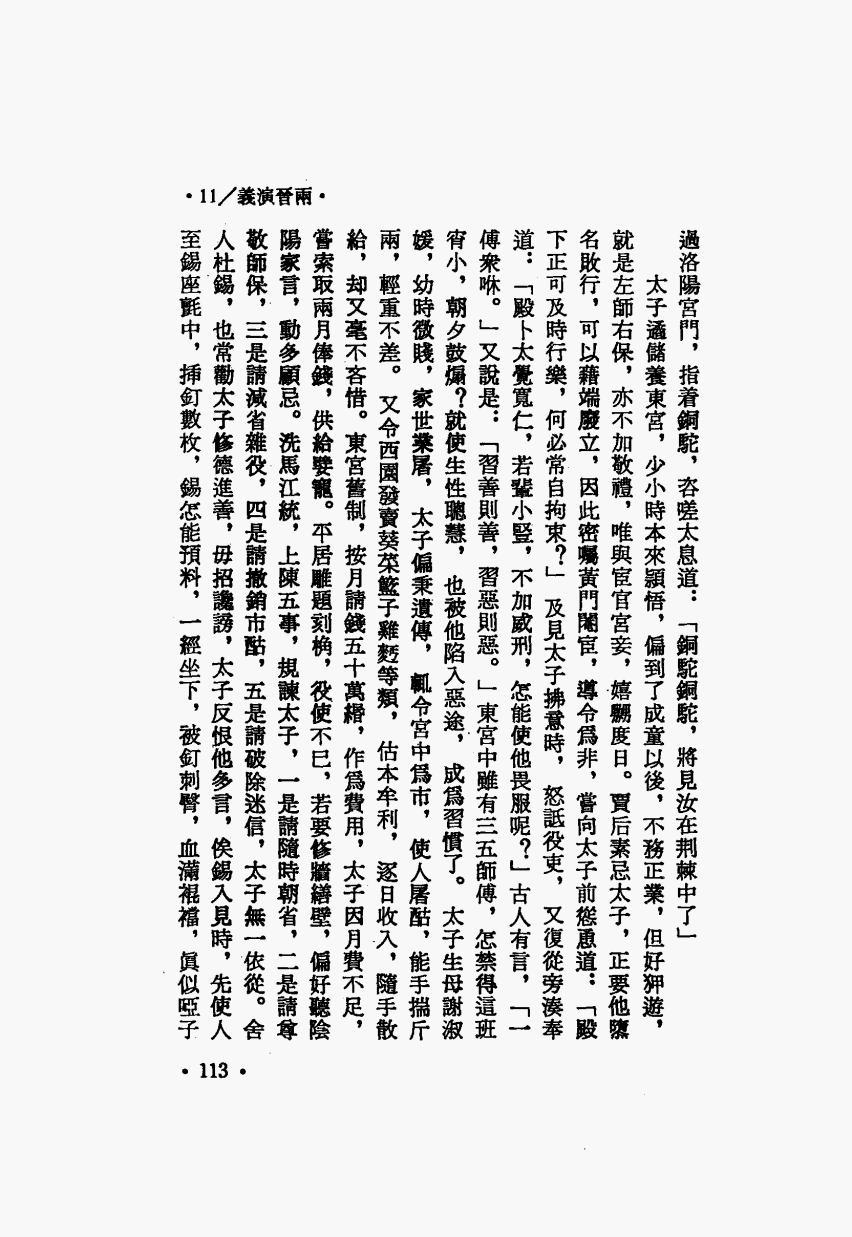 ·11／義演晉兩·
過洛陽宮門，指着銅駝，咨嗟太息道：「銅駝銅駝，將見汝在荆棘中了」
太子遹儲養東宮，少小時本來穎悟，偏到了成童以後，不務正業，但好狎遊，
就是左師右保，亦不加敬禮，唯與宦官宮妾，嬉嬲度日。賈后素忌太子，正要他墮
名敗行，可以藉端廢立，因此密囑黃門閹宦，導令爲非，嘗向太子前慫恿道：「殿
下正可及時行樂，何必常自拘束？」及見太子拂意時，怒詆役吏，又復從旁湊奉
道：「殿卜太覺寬仁，若輩小豎，不加威刑，怎能使他畏服呢？」古人有言，「一
傅衆咻。」又說是：「習善則善，習惡則惡。」東宮中雖有三五師傅，怎禁得這班
宵小，朝夕鼓煽？就使生性聰慧，也被他陷入惡途，成爲習慣了。太子生母謝淑
媛，幼時微賤，家世業屠，太子偏秉遺傳，輒令宮中爲市，使人屠酤，能手揣斤
兩，輕重不差。又令西園發賣葵菜籃子雞麪等類，估本牟利，逐日收入，隨手散
給，却又毫不吝惜。東宮舊制，按月請錢五十萬緡，作爲費用，太子因月費不足，
嘗索取兩月俸錢，供給嬖寵。平居雕題刻桷，役使不已，若要修牆繕壁，偏好聽陰
陽家言，動多顧忌。洗馬江統，上陳五事，規諫太子，一是請隨時朝省，二是請尊
敬師保，三是請減省雜役，四是請撤銷市酤，五是請破除迷信，太子無一依從。舍
人杜錫，也常勸太子修德進善，毋招讒謗，太子反恨他多言，俟錫入見時，先使人
至錫座氈中，挿釘數枚，錫怎能預料，一經坐下，被釘刺臀，血滿裩襠，眞似啞子
·113·